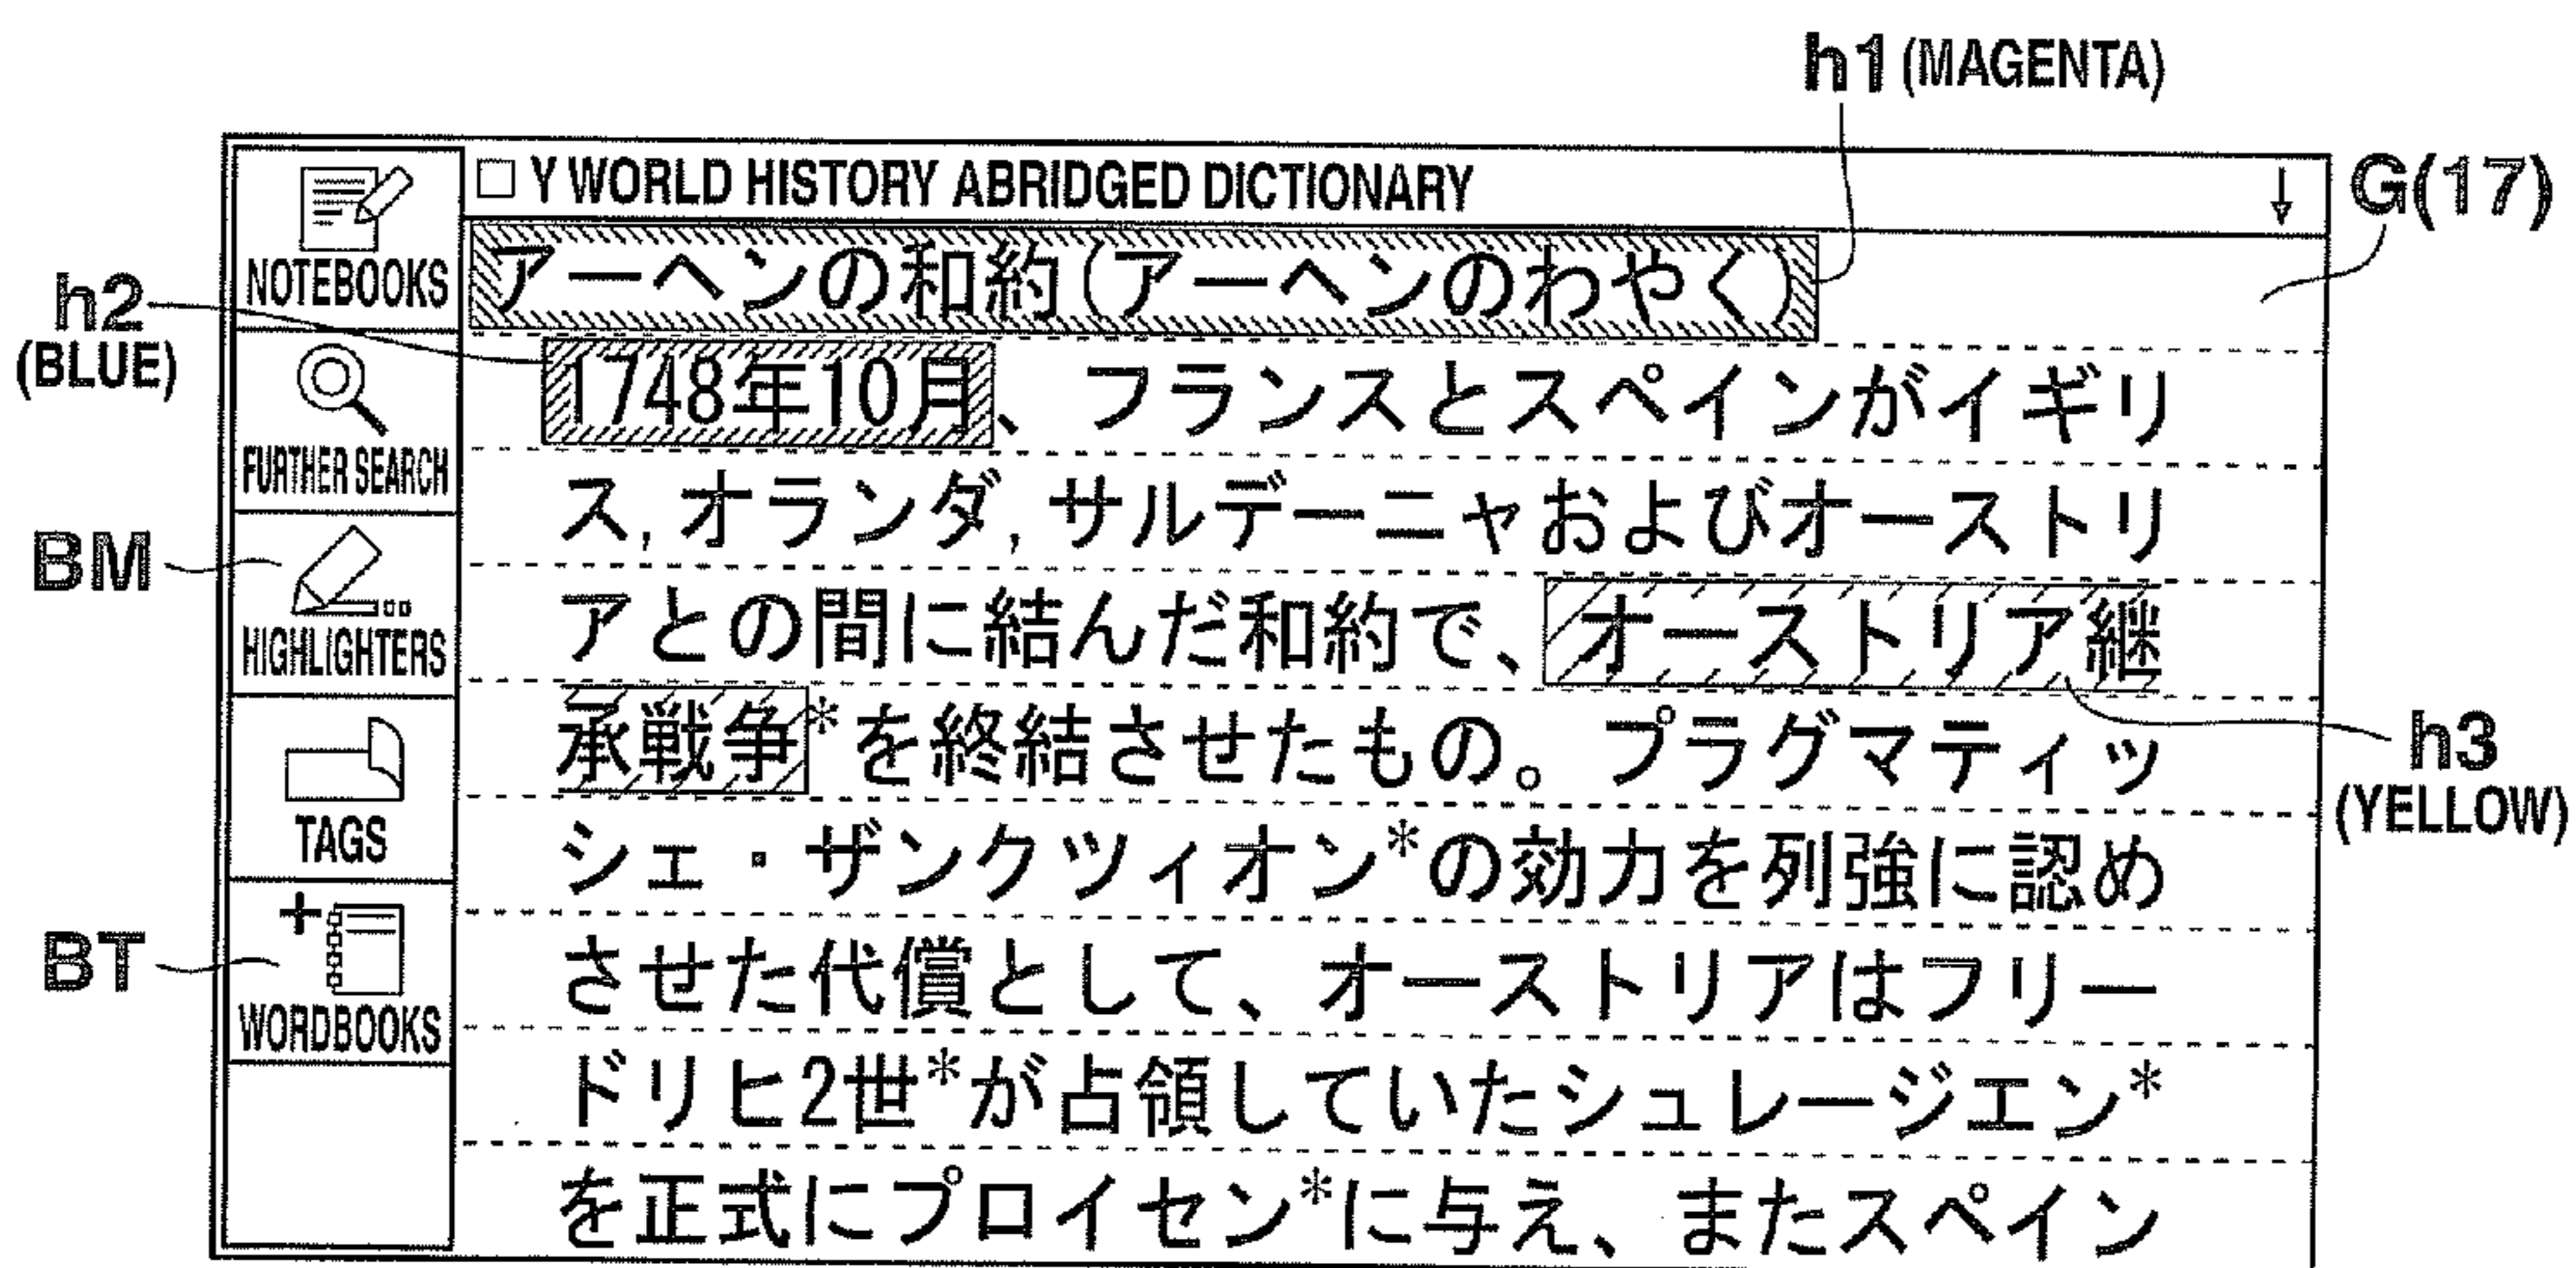 h1 (MAGENTA)
G(17)
□ Y WORLD HISTORY ABRIDGED DICTIONARY ↓
NOTEBOOKS
h2
(BLUE)
FURTHER SEARCH
BM
HIGHLIGHTERS
TAGS
BT
WORDBOOKS
アーヘンの和約(アーヘンのわやく)
1748年10月、フランスとスペインがイギリ
ス,オランダ,サルデーニャおよびオーストリ
アとの間に結んだ和約で、オーストリア継
承戦争*を終結させたもの。プラグマティッ
シェ・ザンクツィオン*の効力を列強に認め
させた代償として、オーストリアはフリー
ドリヒ2世*が占領していたシュレージエン*
を正式にプロイセン*に与え、またスペイン
h3
(YELLOW)